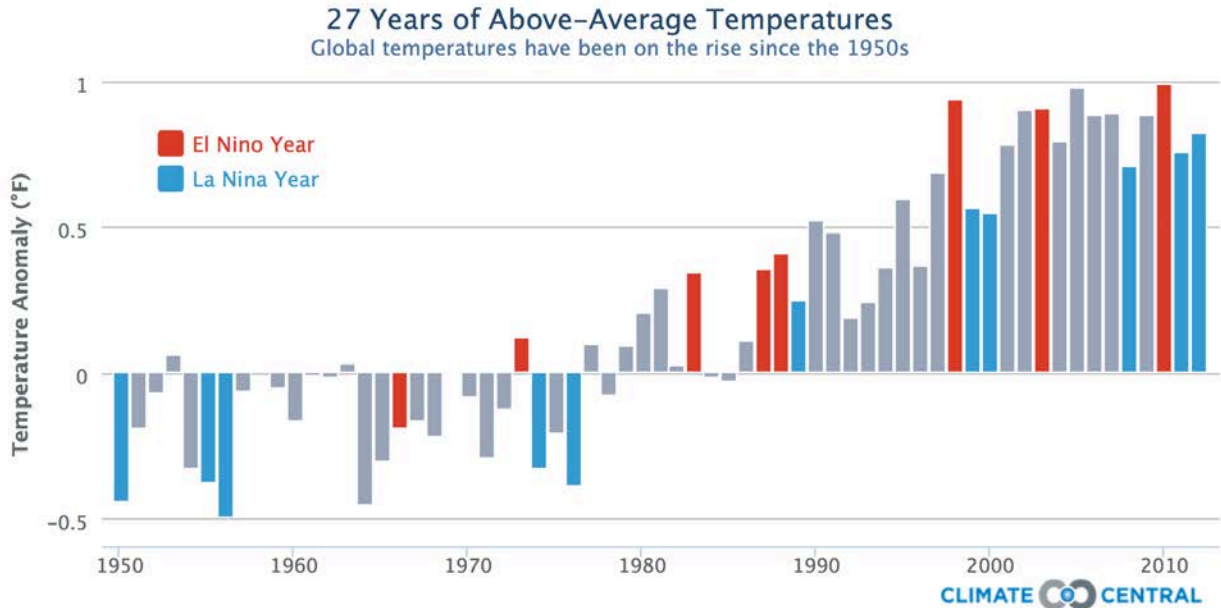 27 Years of Above-Average Temperatures
Global temperatures have been on the rise since the 1950s
Temperature Anomaly (°F)
1
0.5
0
-0.5
El Nino Year
La Nina Year
1950 1960 1970 1980 1990 2000 2010
CLIMATE CENTRAL